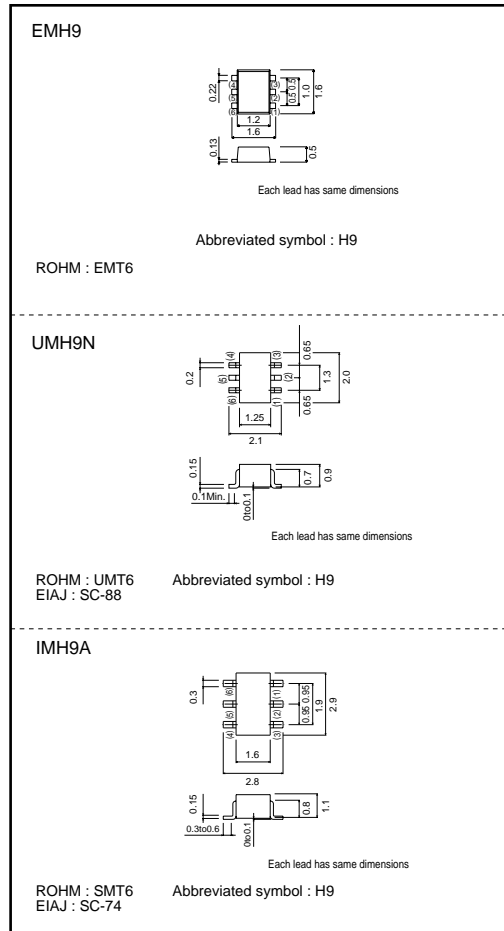 EMH9
0.22
(4)
(3)
(5)
(2)
(6)
(1)
0.5 0.5
1.0
1.6
1.2
1.6
0.13
0.5
Each lead has same dimensions
Abbreviated symbol : H9
ROHM : EMT6
UMH9N
0.2
(4)
(3)
(5)
(2)
(6)
(1)
0.65
1.3
0.65
2.0
1.25
2.1
0.15
0.1Min.
0to0.1
0.7
0.9
Each lead has same dimensions
ROHM : UMT6 Abbreviated symbol : H9
EIAJ : SC-88
IMH9A
0.3
(6)
(1)
(5)
(2)
(4)
(3)
0.95 0.95
1.9
2.9
1.6
2.8
0.15
0.3to0.6
0to0.1
0.8
1.1
Each lead has same dimensions
ROHM : SMT6 Abbreviated symbol : H9
EIAJ : SC-74